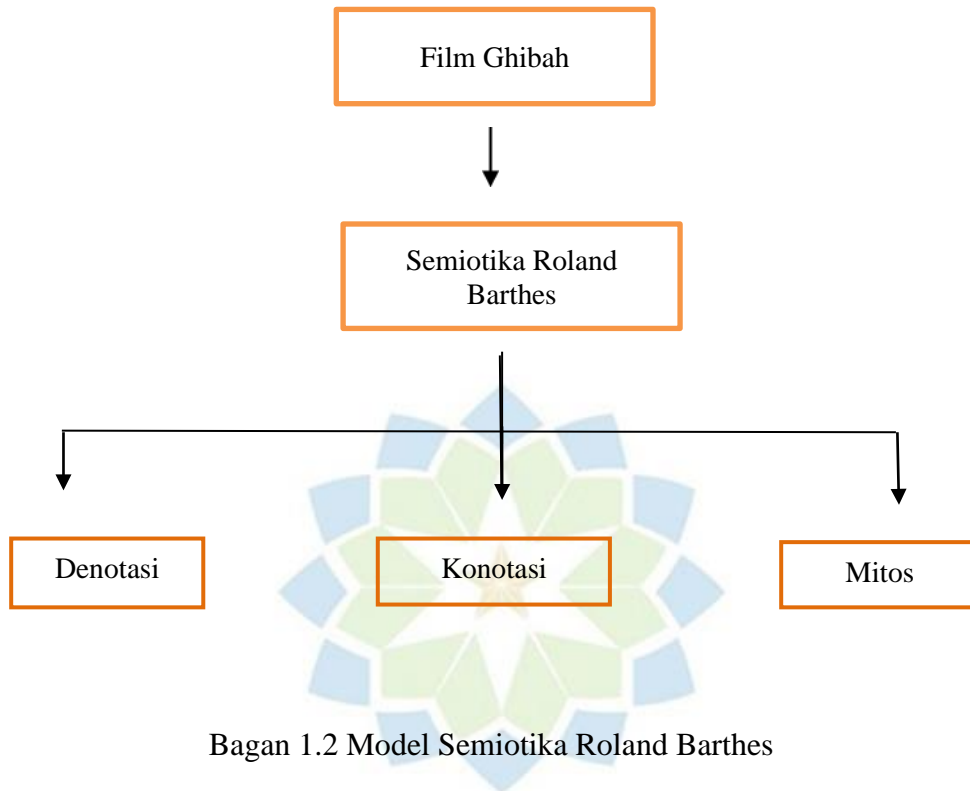 Film Ghibah
Semiotika Roland
Barthes
Denotasi
Konotasi
Mitos
Bagan 1.2 Model Semiotika Roland Barthes